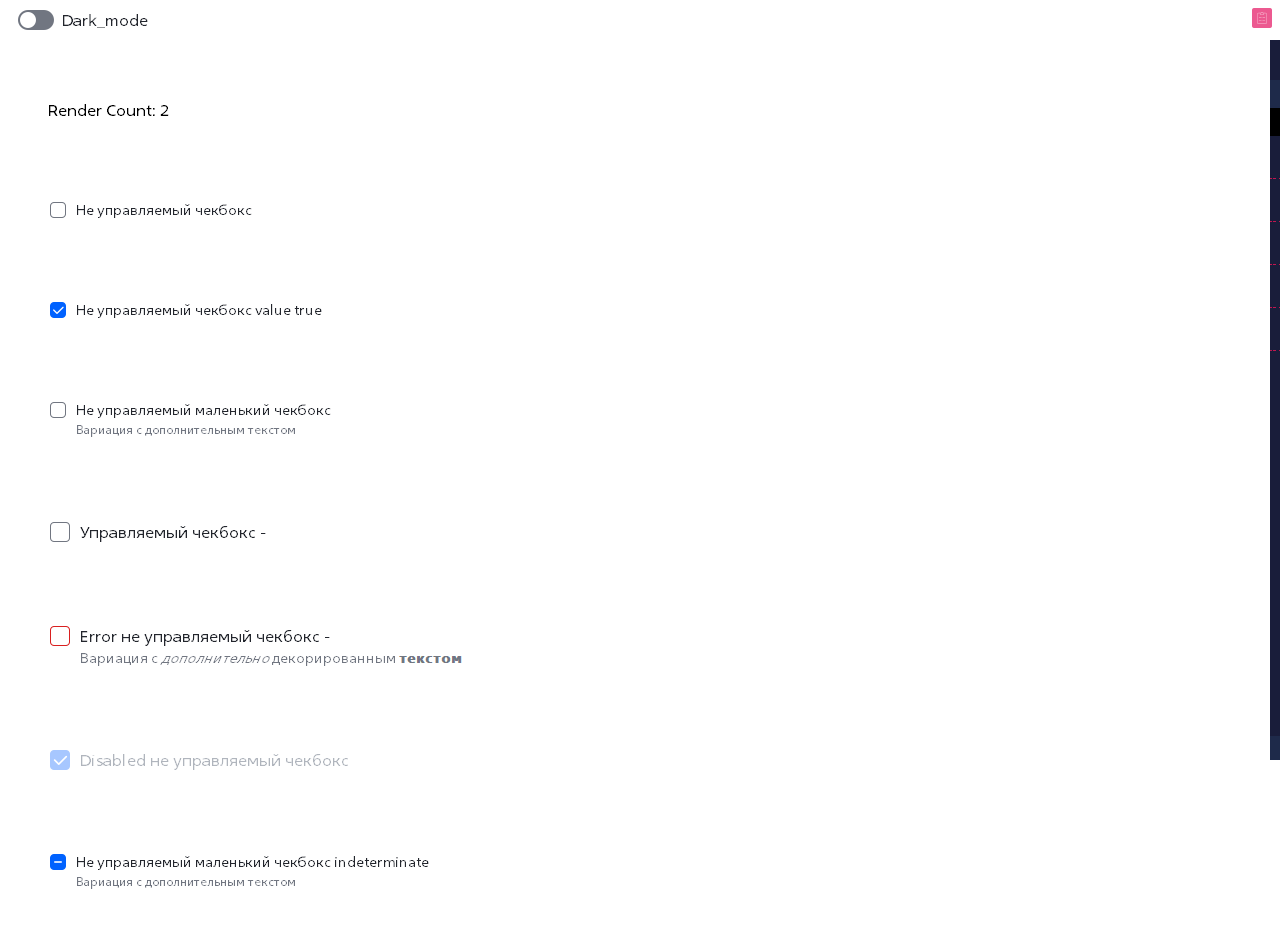 Dark_mode
Render Count: 2
Не управляемый чекбокс
Не управляемый чекбокс value true
Не управляемый маленький чекбокс
Вариация с дополнительным текстом
Управляемый чекбокс -
Error не управляемый чекбокс -
Вариация с дополнительно декорированным текстом
Disabled не управляемый чекбокс
Не управляемый маленький чекбокс indeterminate
Вариация с дополнительным текстом